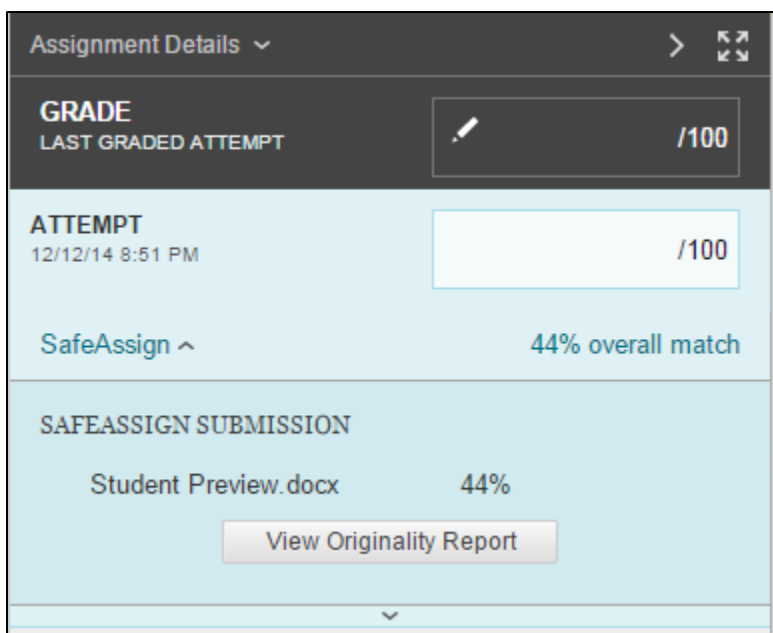 Assignment Details
GRADE
LAST GRADED ATTEMPT
/100
ATTEMPT
12/12/14 8:51 PM
/100
SafeAssign 44% overall match
SAFEASSIGN SUBMISSION
Student Preview.docx 44%
View Originality Report